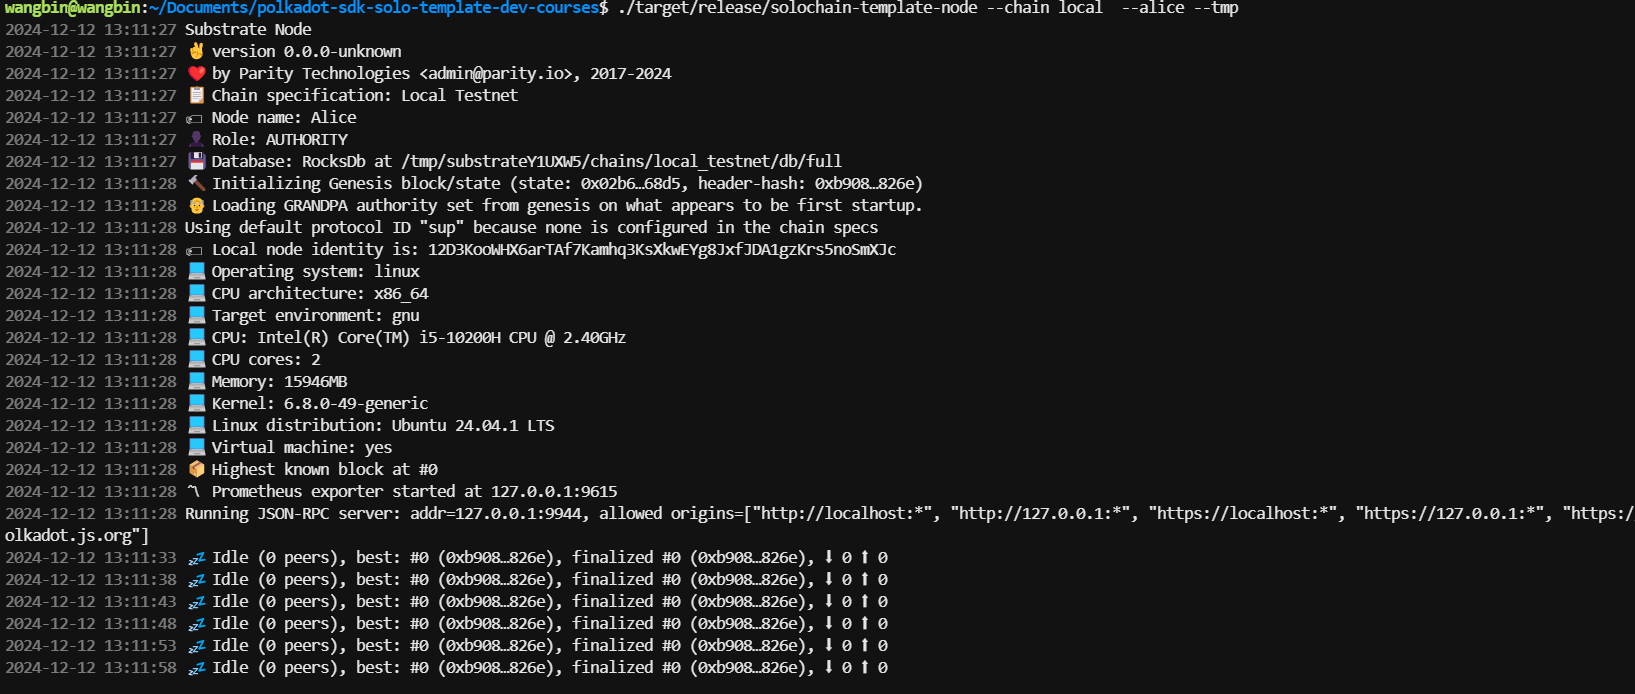 wangbin@wangbin:~/Documents/polkadot-sdk-solo-template-dev-courses$ ./target/release/solochain-template-node --chain local  --alice --tmp
2024-12-12 13:11:27 Substrate Node
2024-12-12 13:11:27 ✌️ version 0.0.0-unknown
2024-12-12 13:11:27 ❤️ by Parity Technologies <admin@parity.io>, 2017-2024
2024-12-12 13:11:27 📋 Chain specification: Local Testnet
2024-12-12 13:11:27 🏷 Node name: Alice
2024-12-12 13:11:27 👤 Role: AUTHORITY
2024-12-12 13:11:27 💾 Database: RocksDb at /tmp/substrateY1UXW5/chains/local_testnet/db/full
2024-12-12 13:11:28 🔨 Initializing Genesis block/state (state: 0x02b6…68d5, header-hash: 0xb908…826e)
2024-12-12 13:11:28 👴 Loading GRANDPA authority set from genesis on what appears to be first startup.
2024-12-12 13:11:28 Using default protocol ID "sup" because none is configured in the chain specs
2024-12-12 13:11:28 🏷 Local node identity is: 12D3KooWHX6arTAf7Kamhq3KsXkwEYg8JxfJDA1gzKrs5noSmXJc
2024-12-12 13:11:28 💻 Operating system: linux
2024-12-12 13:11:28 💻 CPU architecture: x86_64
2024-12-12 13:11:28 💻 Target environment: gnu
2024-12-12 13:11:28 💻 CPU: Intel(R) Core(TM) i5-10200H CPU @ 2.40GHz
2024-12-12 13:11:28 💻 CPU cores: 2
2024-12-12 13:11:28 💻 Memory: 15946MB
2024-12-12 13:11:28 💻 Kernel: 6.8.0-49-generic
2024-12-12 13:11:28 💻 Linux distribution: Ubuntu 24.04.1 LTS
2024-12-12 13:11:28 💻 Virtual machine: yes
2024-12-12 13:11:28 📦 Highest known block at #0
2024-12-12 13:11:28 〽️ Prometheus exporter started at 127.0.0.1:9615
2024-12-12 13:11:28 Running JSON-RPC server: addr=127.0.0.1:9944, allowed origins=["http://localhost:*", "http://127.0.0.1:*", "https://localhost:*", "https://127.0.0.1:*", "https:/
olkadot.js.org"]
2024-12-12 13:11:33 💤 Idle (0 peers), best: #0 (0xb908…826e), finalized #0 (0xb908…826e), ⬇ 0 ⬆ 0
2024-12-12 13:11:38 💤 Idle (0 peers), best: #0 (0xb908…826e), finalized #0 (0xb908…826e), ⬇ 0 ⬆ 0
2024-12-12 13:11:43 💤 Idle (0 peers), best: #0 (0xb908…826e), finalized #0 (0xb908…826e), ⬇ 0 ⬆ 0
2024-12-12 13:11:48 💤 Idle (0 peers), best: #0 (0xb908…826e), finalized #0 (0xb908…826e), ⬇ 0 ⬆ 0
2024-12-12 13:11:53 💤 Idle (0 peers), best: #0 (0xb908…826e), finalized #0 (0xb908…826e), ⬇ 0 ⬆ 0
2024-12-12 13:11:58 💤 Idle (0 peers), best: #0 (0xb908…826e), finalized #0 (0xb908…826e), ⬇ 0 ⬆ 0